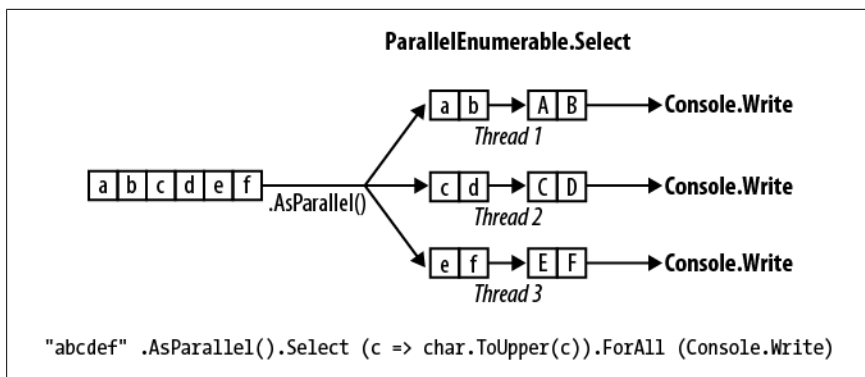 ParallelEnumerable.Select
a b A B Console.Write
Thread 1
a b c d e f c d C D Console.Write
.AsParallel()
Thread 2
e f E F Console.Write
Thread 3
"abcdef" .AsParallel().Select (c => char.ToUpper(c)).ForAll (Console.Write)